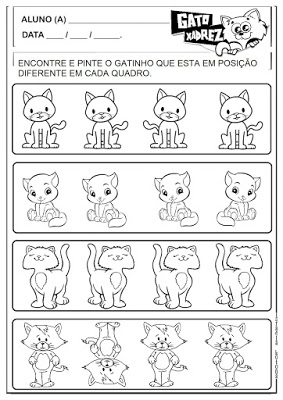 ALUNO (A)
DATA ___ / ___ / ___ .
GATO
XADREZ
ENCONTRE E PINTE O GATINHO QUE ESTA EM POSIÇÃO
DIFERENTE EM CADA QUADRO.